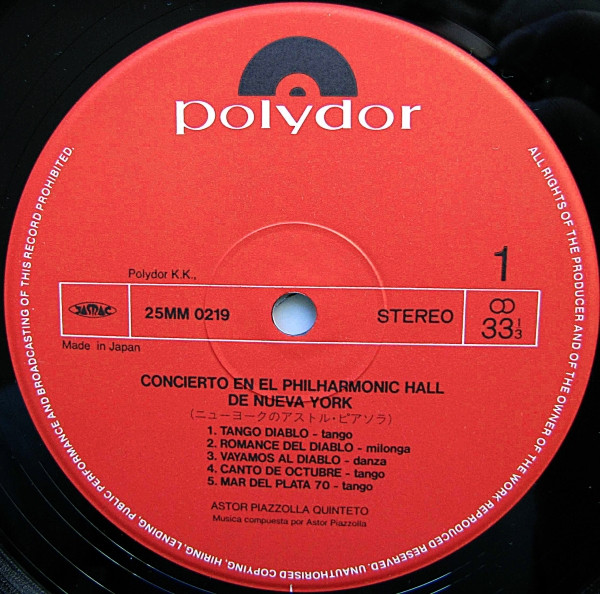 polydor
1
Polydor K.K.,
JASRAC
25MM 0219
STEREO
33 1/3
Made in Japan
CONCIERTO EN EL PHILHARMONIC HALL
DE NUEVA YORK
(ニューヨークのアストル・ピアソラ)
1. TANGO DIABLO - tango
2. ROMANCE DEL DIABLO - milonga
3. VAYAMOS AL DIABLO - danza
4. CANTO DE OCTUBRE - tango
5. MAR DEL PLATA 70 - tango
ASTOR PIAZZOLLA QUINTETO
Musica compuesta por Astor Piazzolla
ALL RIGHTS OF THE PRODUCER AND OF THE OWNER OF THE WORK REPRODUCED RESERVED. UNAUTHORISED COPYING, HIRING, LENDING, PUBLIC PERFORMANCE AND BROADCASTING OF THIS RECORD PROHIBITED.